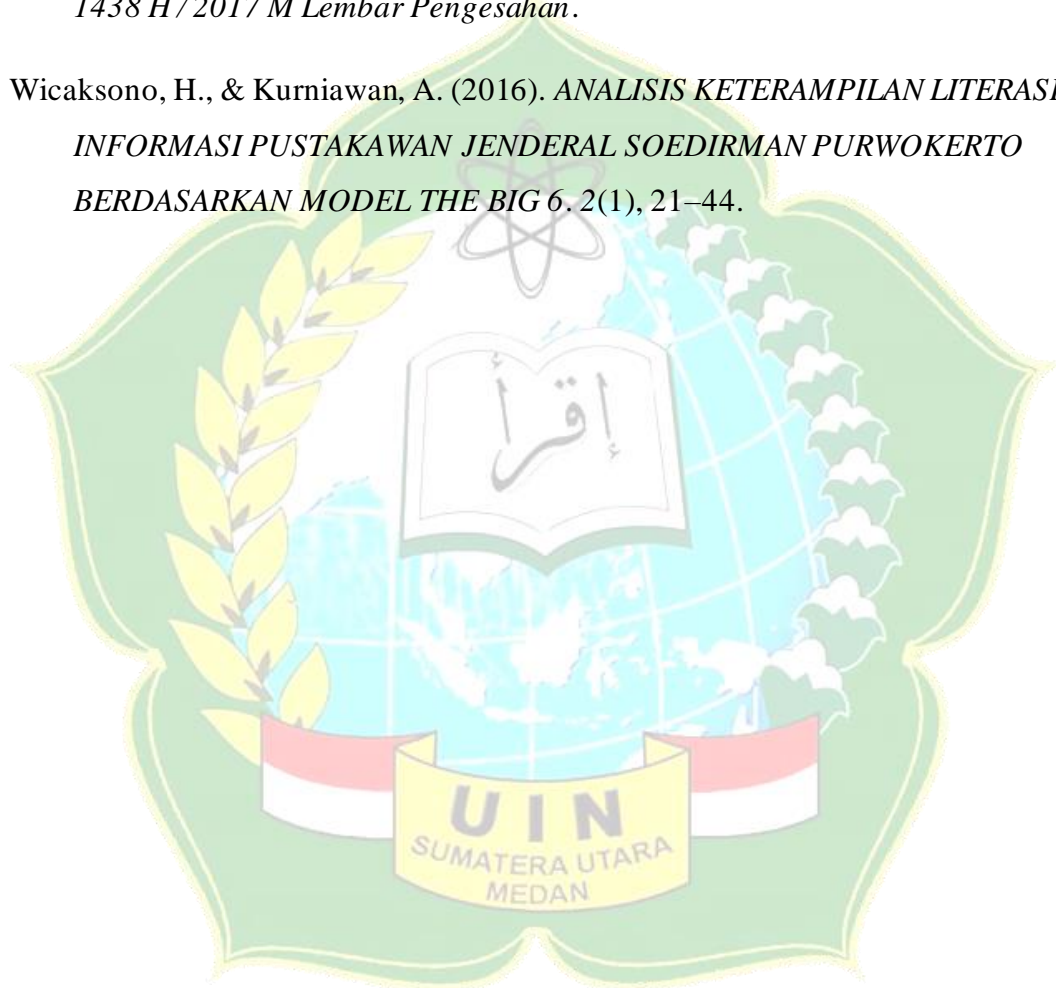 1438 H / 2017 M Lembar Pengesahan.
Wicaksono, H., & Kurniawan, A. (2016). ANALISIS KETERAMPILAN LITERASI
INFORMASI PUSTAKAWAN JENDERAL SOEDIRMAN PURWOKERTO
BERDASARKAN MODEL THE BIG 6. 2(1), 21–44.
إقرأ
UIN
SUMATERA UTARA
MEDAN